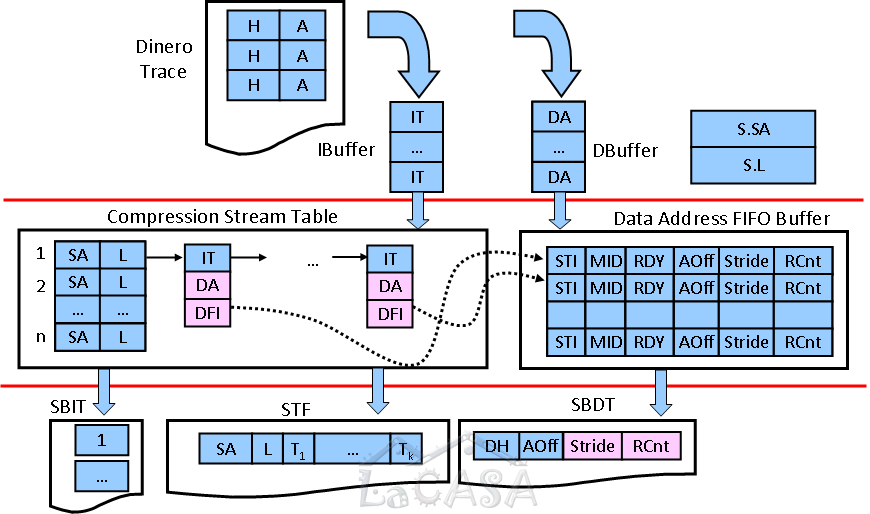 Dinero
Trace
H A
H A
H A
IT
...
IT
IBuffer
DA
...
DA
DBuffer
S.SA
S.L
Compression Stream Table
1 SA L
2 SA L
... ...
n SA L
IT
DA
DFI
...
IT
DA
DFI
Data Address FIFO Buffer
STI MID RDY AOff Stride RCnt
STI MID RDY AOff Stride RCnt
STI MID RDY AOff Stride RCnt
SBIT
1
...
STF
SA L T1 ... Tk
SBDT
DH AOff Stride RCnt
LaCASA